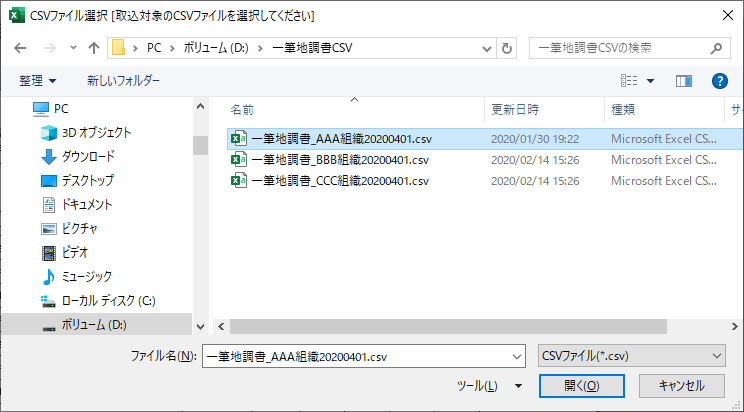 CSVファイル選択 [取込対象のCSVファイルを選択してください]
PC › ボリューム (D:) › 一筆地調書CSV
一筆地調書CSVの検索
整理 新しいフォルダー
PC
3D オブジェクト
ダウンロード
デスクトップ
ドキュメント
ピクチャ
ビデオ
ミュージック
ローカル ディスク (C:)
ボリューム (D:)
名前 更新日時 種類
一筆地調書_AAA組織20200401.csv 2020/01/30 19:22 Microsoft Excel CS...
一筆地調書_BBB組織20200401.csv 2020/02/14 15:26 Microsoft Excel CS...
一筆地調書_CCC組織20200401.csv 2020/02/14 15:26 Microsoft Excel CS...
ファイル名(N): 一筆地調書_AAA組織20200401.csv CSVファイル(*.csv)
ツール(L) 開く(O) キャンセル